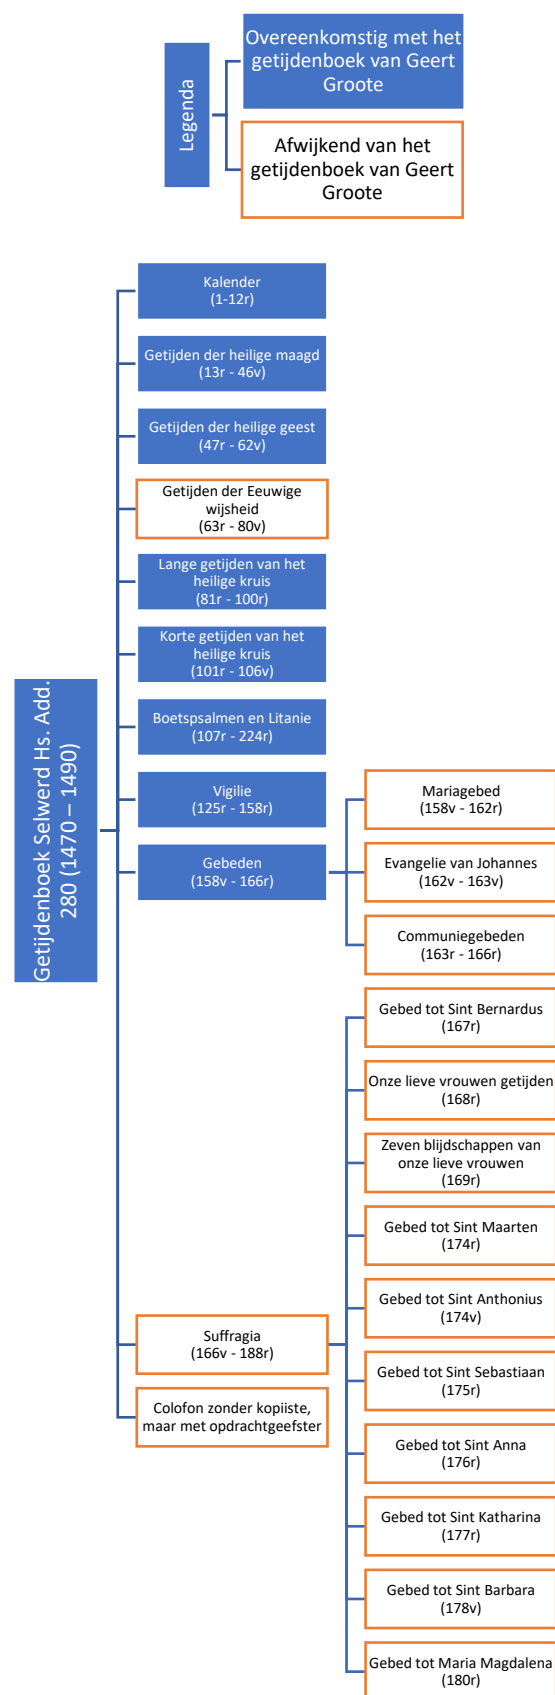 Legenda
Overeenkomstig met het
getijdenboek van Geert
Groote
Afwijkend van het
getijdenboek van Geert
Groote
Getijdenboek Selwerd Hs. Add.
280 (1470 – 1490)
Kalender
(1-12r)
Getijden der heilige maagd
(13r - 46v)
Getijden der heilige geest
(47r - 62v)
Getijden der Eeuwige
wijsheid
(63r - 80v)
Lange getijden van het
heilige kruis
(81r - 100r)
Korte getijden van het
heilige kruis
(101r - 106v)
Boetspsalmen en Litanie
(107r - 224r)
Vigilie
(125r - 158r)
Gebeden
(158v - 166r)
Mariagebed
(158v - 162r)
Evangelie van Johannes
(162v - 163v)
Communiegebeden
(163r - 166r)
Suffragia
(166v - 188r)
Gebed tot Sint Bernardus
(167r)
Onze lieve vrouwen getijden
(168r)
Zeven blijdschappen van
onze lieve vrouwen
(169r)
Gebed tot Sint Maarten
(174r)
Gebed tot Sint Anthonius
(174v)
Gebed tot Sint Sebastiaan
(175r)
Gebed tot Sint Anna
(176r)
Gebed tot Sint Katharina
(177r)
Gebed tot Sint Barbara
(178v)
Gebed tot Maria Magdalena
(180r)
Colofon zonder kopiiste,
maar met opdrachtgeefster